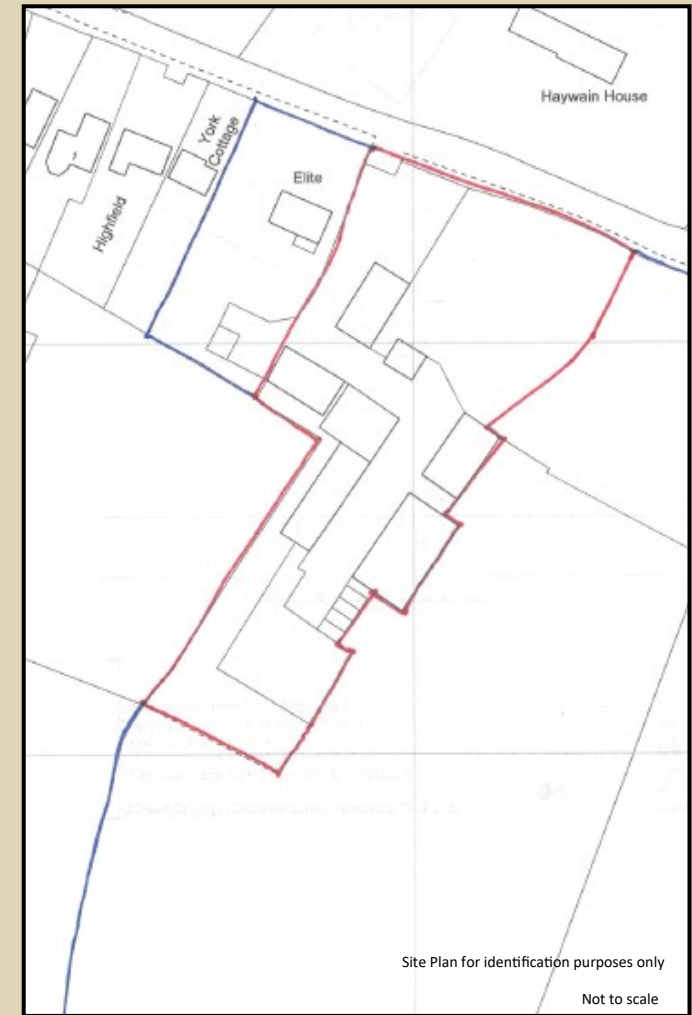 Haywain House
York
Cottage
Elite
Highfield
Site Plan for identification purposes only
Not to scale